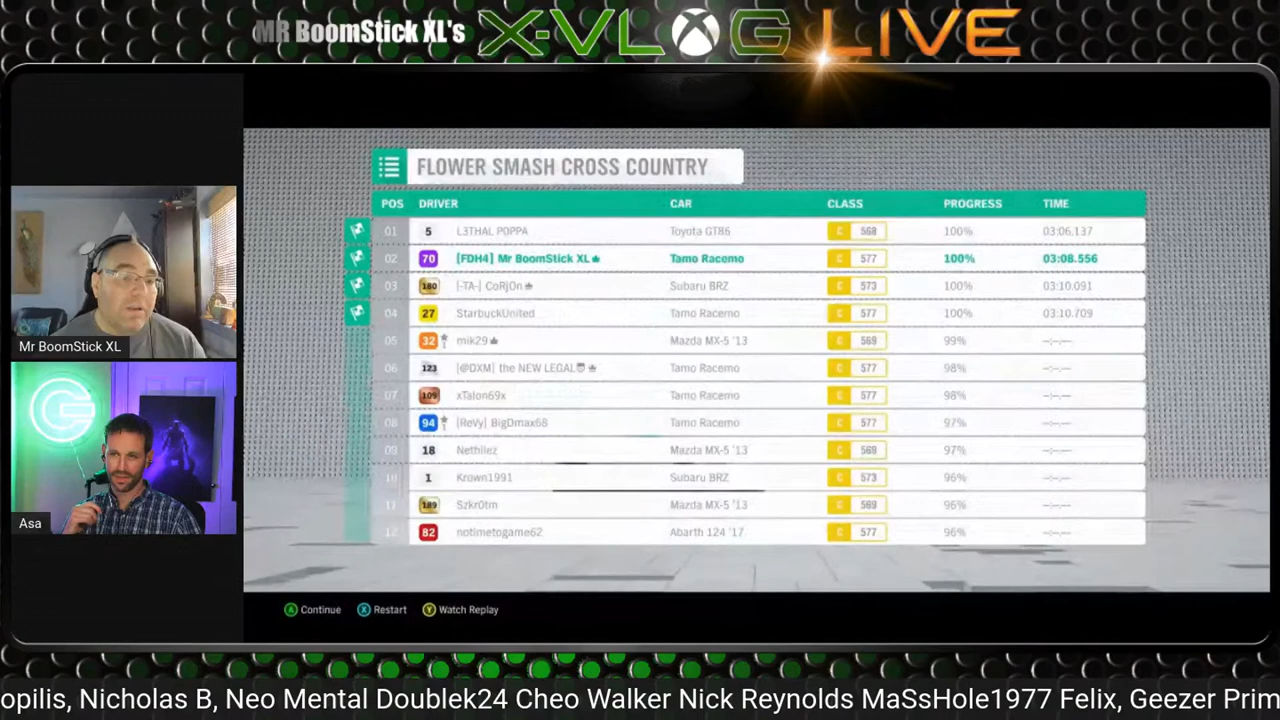 MR BoomStick XL's X-VLOG LIVE
FLOWER SMASH CROSS COUNTRY
POS DRIVER CAR CLASS PROGRESS TIME
01 5 L3THAL POPPA Toyota GT86 C 568 100% 03:06.137
02 70 [FDH4] Mr BoomStick XL Tamo Racemo C 577 100% 03:08.556
03 180 [-TA-] CoRjOn Subaru BRZ C 573 100% 03:10.091
04 27 StarbuckUnited Tamo Racemo C 577 100% 03:10.709
05 32 mik29 Mazda MX-5 '13 C 569 99% --:--.---
06 123 [@DXM] the NEW LEGAL Tamo Racemo C 577 98% --:--.---
07 109 xTalon69x Tamo Racemo C 577 98% --:--.---
08 94 [ReVy] BigDmax68 Tamo Racemo C 577 97% --:--.---
09 18 Nethilez Mazda MX-5 '13 C 569 97% --:--.---
10 1 Krown1991 Subaru BRZ C 573 96% --:--.---
11 189 Szkr0tm Mazda MX-5 '13 C 569 96% --:--.---
12 82 notimetogame62 Abarth 124 '17 C 577 96% --:--.---
Mr BoomStick XL
Asa
A Continue X Restart Y Watch Replay
opilis, Nicholas B, Neo Mental Doublek24 Cheo Walker Nick Reynolds MaSsHole1977 Felix, Geezer Prim